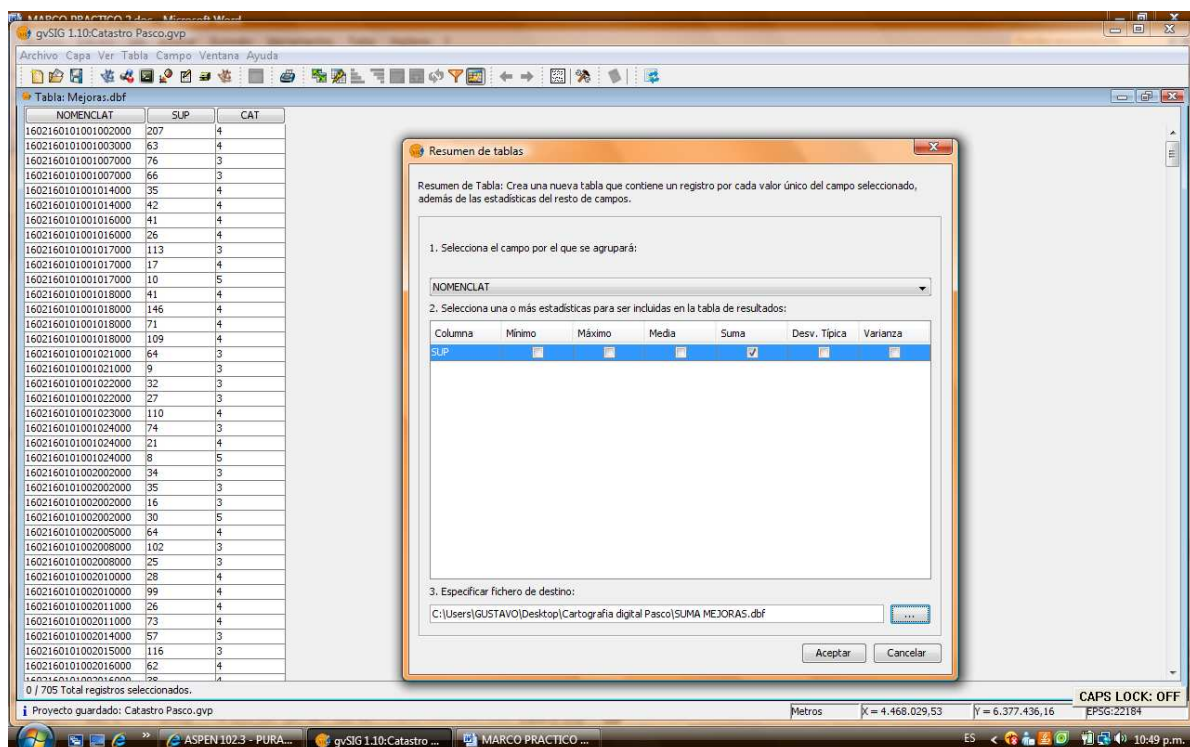 MARCO PRACTICO 2.doc - Microsoft Word
gvSIG 1.10:Catastro Pasco.gvp
Archivo Capa Ver Tabla Campo Ventana Ayuda
Tabla: Mejoras.dbf
NOMENCLAT SUP CAT
1602160101001002000 207 4
1602160101001003000 63 4
1602160101001007000 76 3
1602160101001007000 66 3
1602160101001014000 35 4
1602160101001014000 42 4
1602160101001016000 41 4
1602160101001016000 26 4
1602160101001017000 113 3
1602160101001017000 17 4
1602160101001017000 10 5
1602160101001018000 41 4
1602160101001018000 146 4
1602160101001018000 71 4
1602160101001018000 109 4
1602160101001021000 64 3
1602160101001021000 9 3
1602160101001022000 32 3
1602160101001022000 27 3
1602160101001023000 110 4
1602160101001024000 74 3
1602160101001024000 21 4
1602160101001024000 8 5
1602160101002002000 34 3
1602160101002002000 35 3
1602160101002002000 16 3
1602160101002002000 30 5
1602160101002005000 64 4
1602160101002008000 102 3
1602160101002008000 25 3
1602160101002010000 28 4
1602160101002010000 99 4
1602160101002011000 26 4
1602160101002011000 73 4
1602160101002014000 57 3
1602160101002015000 116 3
1602160101002016000 62 4
Resumen de tablas
Resumen de Tabla: Crea una nueva tabla que contiene un registro por cada valor único del campo seleccionado,
además de las estadísticas del resto de campos.
1. Selecciona el campo por el que se agrupará:
NOMENCLAT
2. Selecciona una o más estadísticas para ser incluidas en la tabla de resultados:
Columna Mínimo Máximo Media Suma Desv. Típica Varianza
SUP
3. Especificar fichero de destino:
C:\Users\GUSTAVO\Desktop\Cartografia digital Pasco\SUMA MEJORAS.dbf ...
Aceptar Cancelar
0 / 705 Total registros seleccionados.
CAPS LOCK: OFF
Proyecto guardado: Catastro Pasco.gvp Metros X = 4.468.029,53 Y = 6.377.436,16 EPSG:22184
ASPEN 102.3 - PURA... gvSIG 1.10:Catastro ... MARCO PRACTICO ... ES 10:49 p.m.